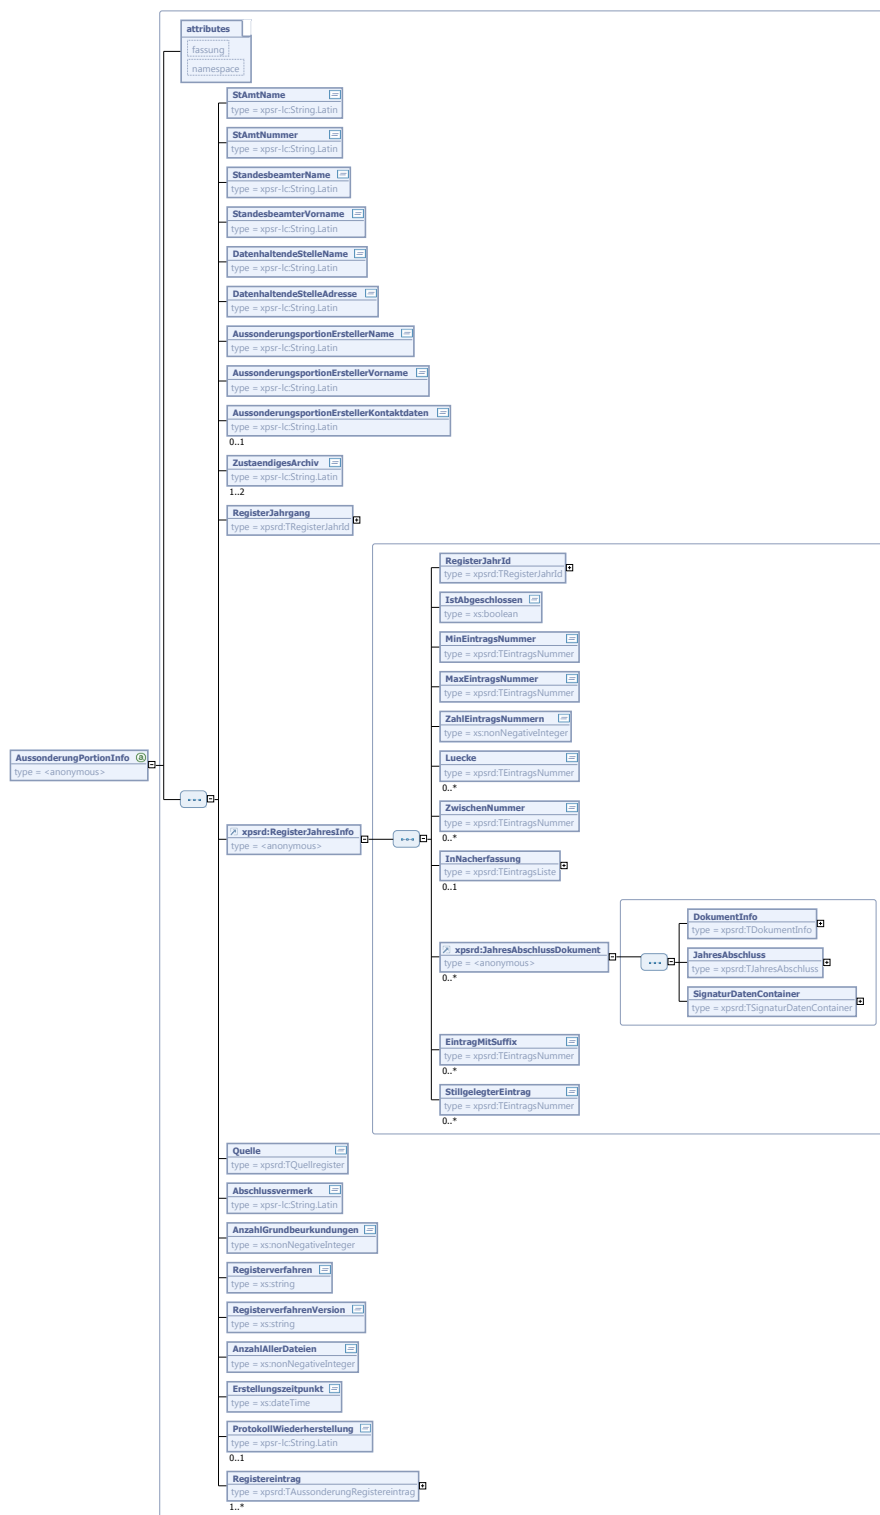 attributes
fassung
namespace
StAmtName
type = xpsr-lc:String.Latin
StAmtNummer
type = xpsr-lc:String.Latin
StandesbeamterName
type = xpsr-lc:String.Latin
StandesbeamterVorname
type = xpsr-lc:String.Latin
DatenhaltendeStelleName
type = xpsr-lc:String.Latin
DatenhaltendeStelleAdresse
type = xpsr-lc:String.Latin
AussonderungsportionErstellerName
type = xpsr-lc:String.Latin
AussonderungsportionErstellerVorname
type = xpsr-lc:String.Latin
AussonderungsportionErstellerKontaktdaten
type = xpsr-lc:String.Latin
0..1
ZustaendigesArchiv
type = xpsr-lc:String.Latin
1..2
RegisterJahrgang
type = xpsrd:TRegisterJahrId
AussonderungPortionInfo
type = <anonymous>
xpsrd:RegisterJahresInfo
type = <anonymous>
RegisterJahrId
type = xpsrd:TRegisterJahrId
IstAbgeschlossen
type = xs:boolean
MinEintragsNummer
type = xpsrd:TEintragsNummer
MaxEintragsNummer
type = xpsrd:TEintragsNummer
ZahlEintragsNummern
type = xs:nonNegativeInteger
Luecke
type = xpsrd:TEintragsNummer
0..*
ZwischenNummer
type = xpsrd:TEintragsNummer
0..*
InNacherfassung
type = xpsrd:TEintragsListe
0..1
xpsrd:JahresAbschlussDokument
type = <anonymous>
0..*
DokumentInfo
type = xpsrd:TDokumentInfo
JahresAbschluss
type = xpsrd:TJahresAbschluss
SignaturDatenContainer
type = xpsrd:TSignaturDatenContainer
EintragMitSuffix
type = xpsrd:TEintragsNummer
0..*
StillgelegterEintrag
type = xpsrd:TEintragsNummer
0..*
Quelle
type = xpsrd:TQuellregister
Abschlussvermerk
type = xpsr-lc:String.Latin
AnzahlGrundbeurkundungen
type = xs:nonNegativeInteger
Registerverfahren
type = xs:string
RegisterverfahrenVersion
type = xs:string
AnzahlAllerDateien
type = xs:nonNegativeInteger
Erstellungszeitpunkt
type = xs:dateTime
ProtokollWiederherstellung
type = xpsr-lc:String.Latin
0..1
Registereintrag
type = xpsrd:TAussonderungRegistereintrag
1..*